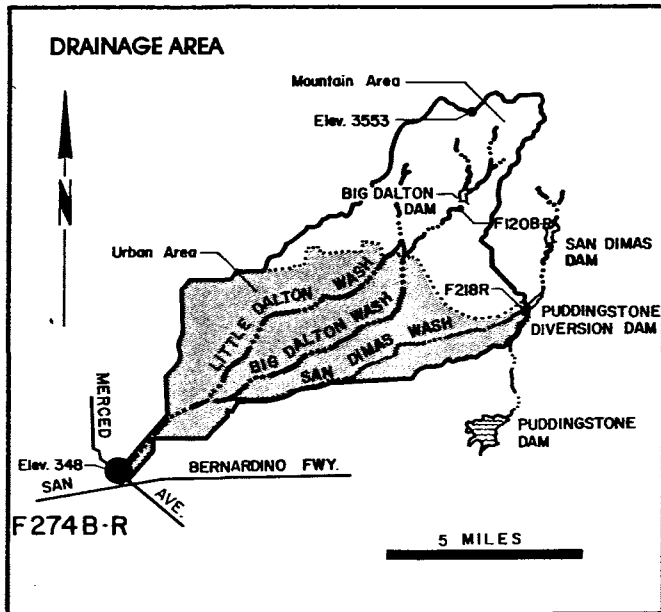 DRAINAGE AREA
Mountain Area
Elev. 3553
N
BIG DALTON
DAM
F120B-R
Urban Area
SAN DIMAS
DAM
F218R
LITTLE DALTON WASH
PUDDINGSTONE
DIVERSION DAM
BIG DALTON WASH
SAN DIMAS WASH
MERCED
PUDDINGSTONE
DAM
Elev. 348
BERNARDINO FWY.
SAN
AVE.
F274B-R
5 MILES